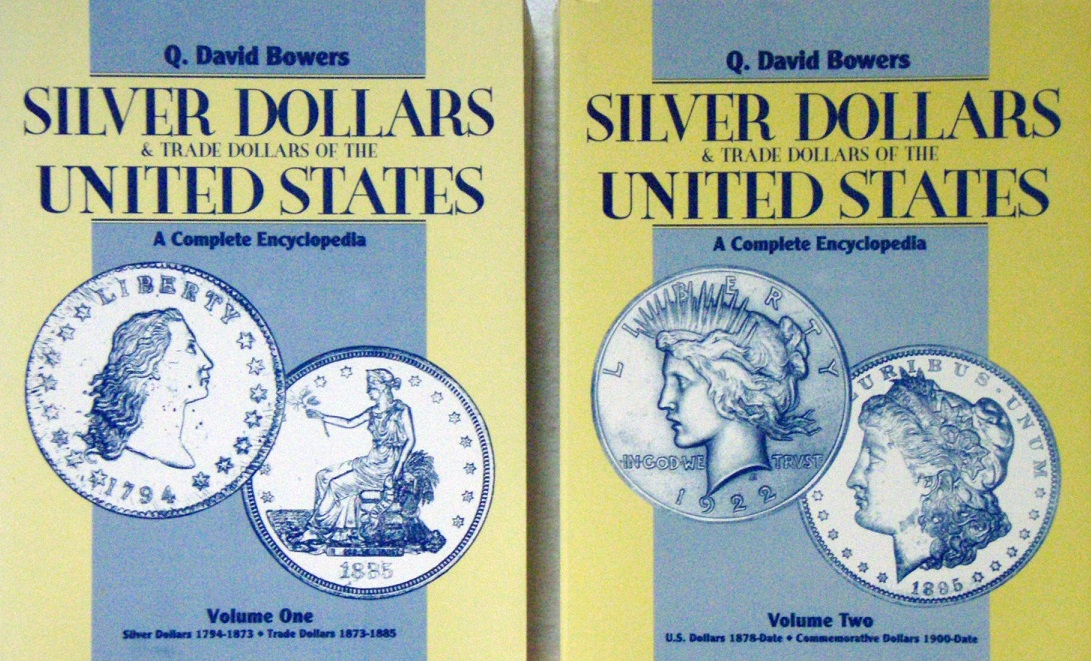 Q. David Bowers
SILVER DOLLARS
& TRADE DOLLARS OF THE
UNITED STATES
A Complete Encyclopedia
LIBERTY
1794
1885
Volume One
Silver Dollars 1794-1873 • Trade Dollars 1873-1885
Q. David Bowers
SILVER DOLLARS
& TRADE DOLLARS OF THE
UNITED STATES
A Complete Encyclopedia
LIBERTY
IN GOD WE TRVST
1922
URIBUS · UNUM
1895
Volume Two
U.S. Dollars 1878-Date • Commemorative Dollars 1900-Date